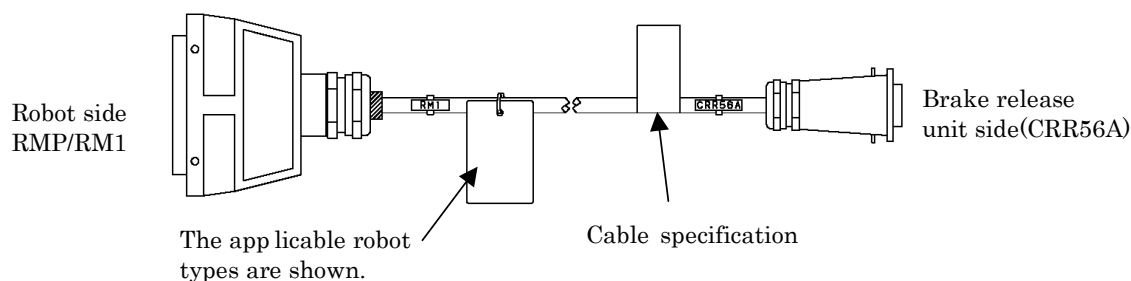 Robot side
RMP/RM1
RM1
CRR56A
Brake release
unit side(CRR56A)
The app licable robot
types are shown.
Cable specification